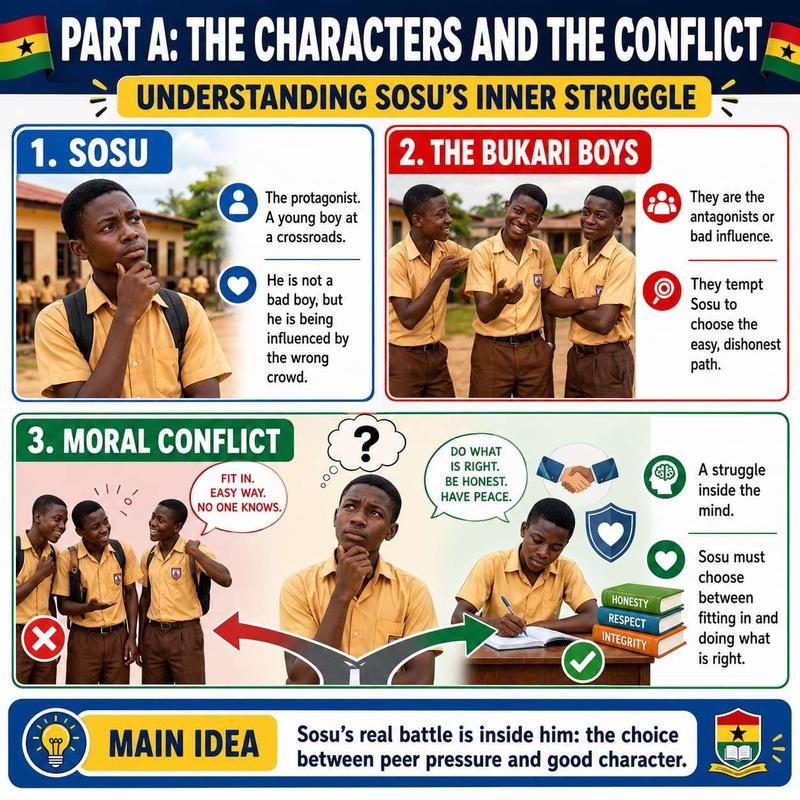 PART A: THE CHARACTERS AND THE CONFLICT
UNDERSTANDING SOSU'S INNER STRUGGLE
1. SOSU
The protagonist.
A young boy at
a crossroads.
He is not a
bad boy, but
he is being
influenced by
the wrong
crowd.
2. THE BUKARI BOYS
They are the
antagonists or
bad influence.
They tempt
Sosu to
choose the
easy, dishonest
path.
3. MORAL CONFLICT
FIT IN.
EASY WAY.
NO ONE KNOWS.
?
DO WHAT
IS RIGHT.
BE HONEST.
HAVE PEACE.
HONESTY
RESPECT
INTEGRITY
A struggle
inside the
mind.
Sosu must
choose
between
fitting in and
doing what
is right.
MAIN IDEA
Sosu's real battle is inside him: the choice
between peer pressure and good character.